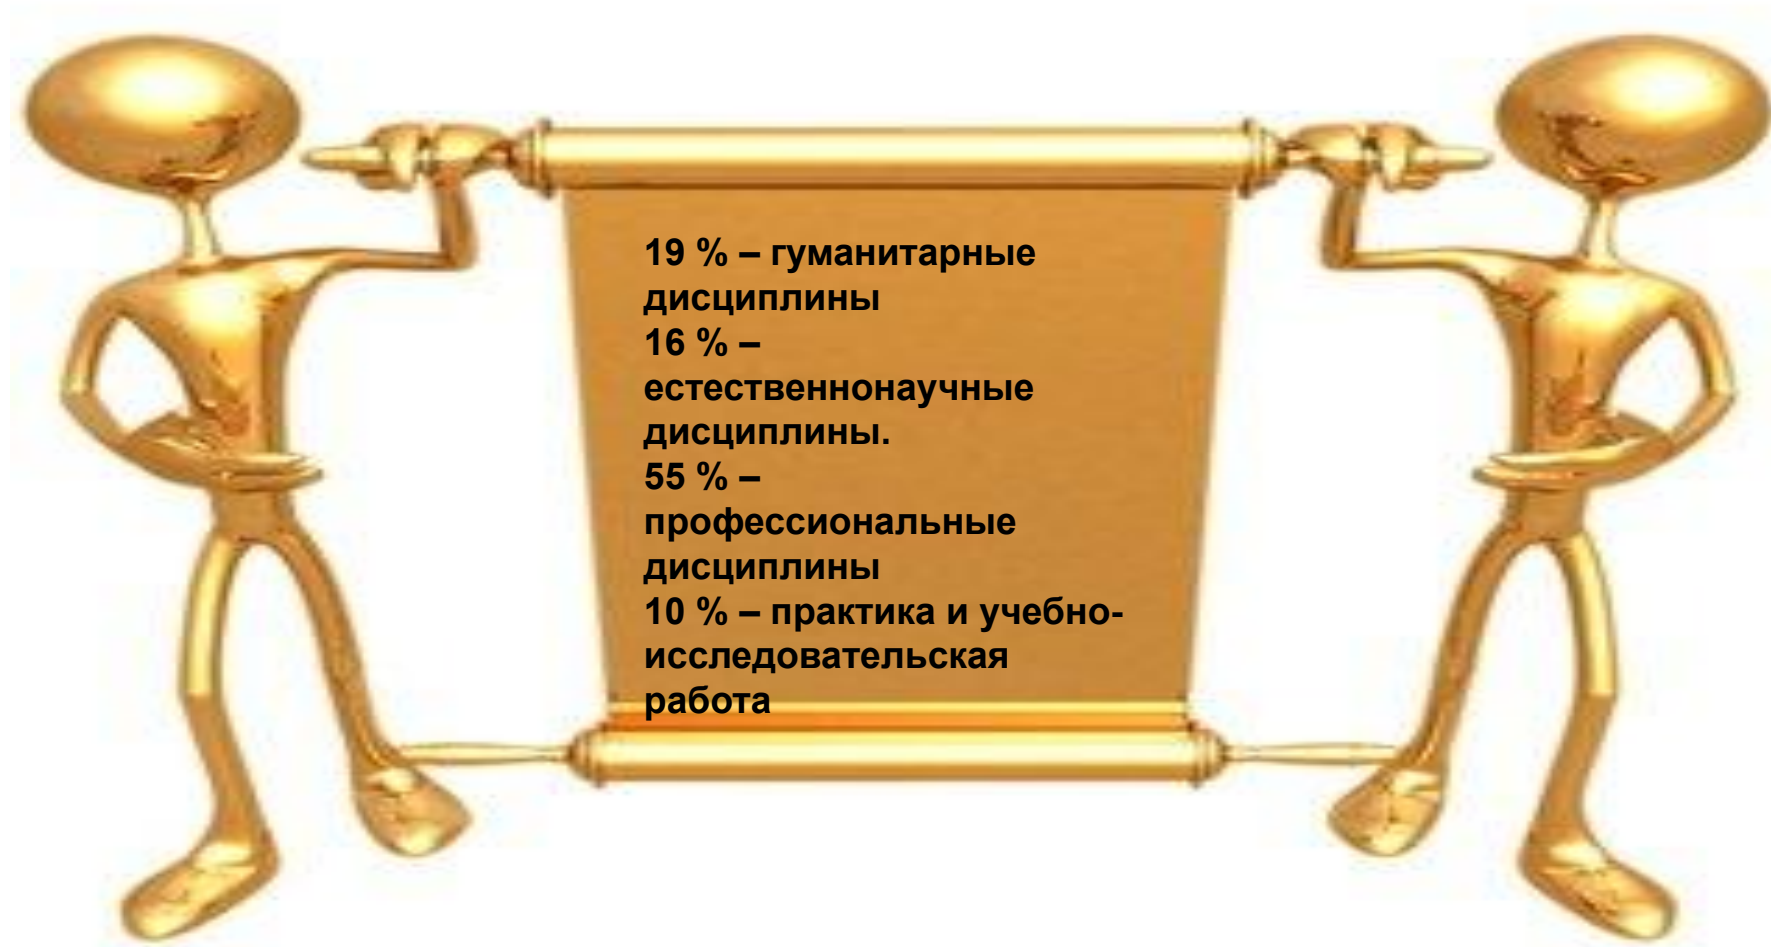 19 % – гуманитарные
дисциплины
16 % –
естественнонаучные
дисциплины.
55 % –
профессиональные
дисциплины
10 % – практика и учебно-
исследовательская
работа